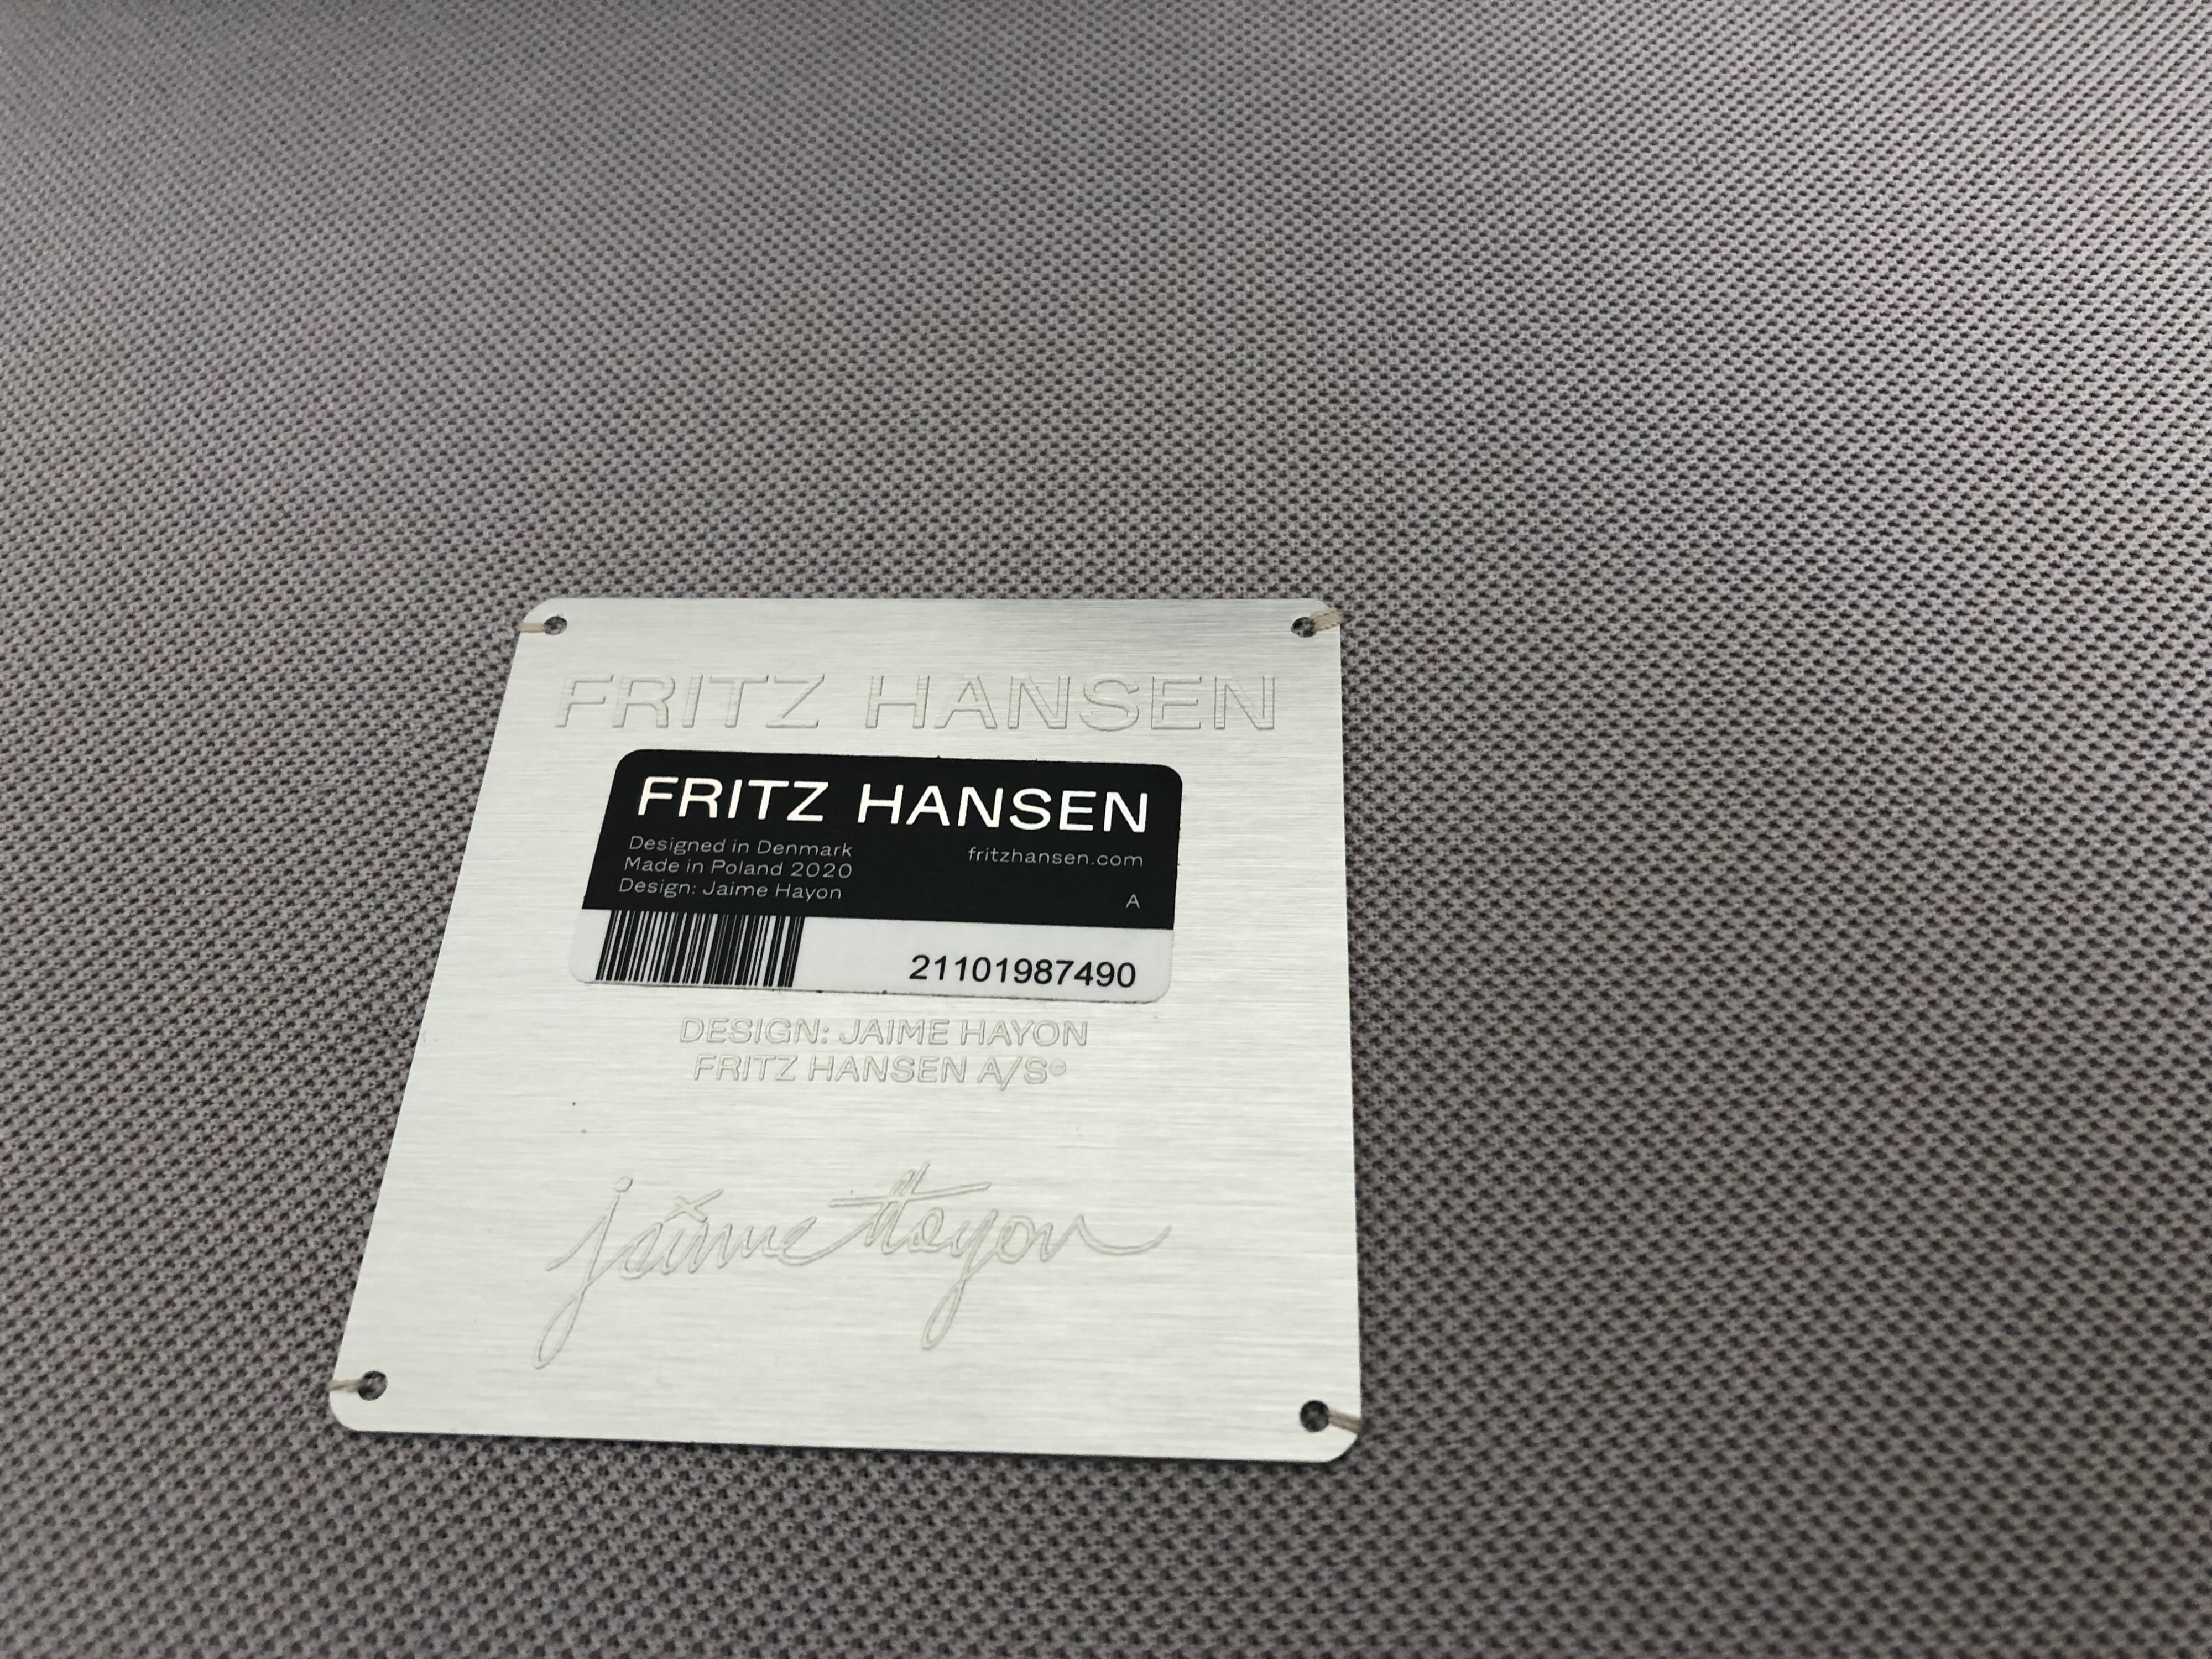 FRITZ HANSEN
FRITZ HANSEN
Designed in Denmark
Made in Poland 2020
Design: Jaime Hayon
fritzhansen.com
A
21101987490
DESIGN: JAIME HAYON
FRITZ HANSEN A/S®
jaime Hayon